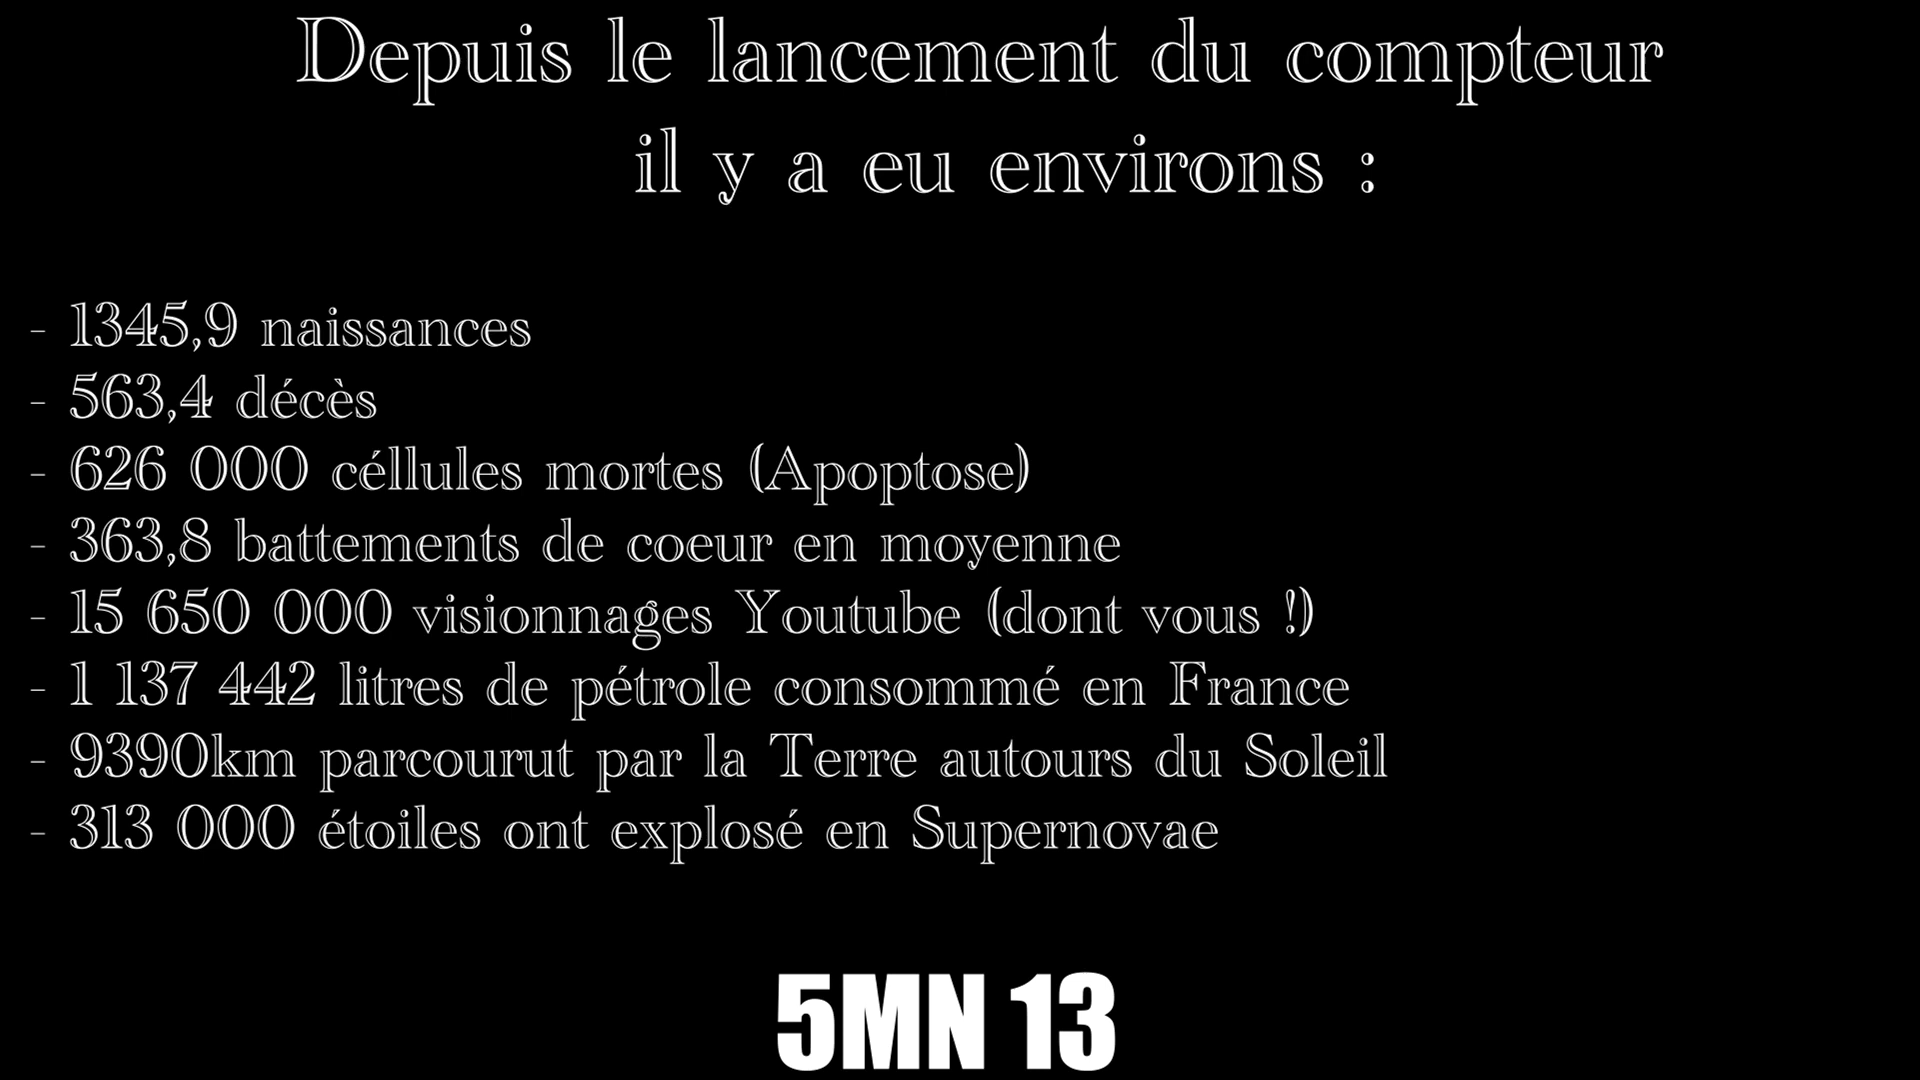 Depuis le lancement du compteur
il y a eu environs :
- 1345,9 naissances
- 563,4 décès
- 626 000 céllules mortes (Apoptose)
- 363,8 battements de coeur en moyenne
- 15 650 000 visionnages Youtube (dont vous !)
- 1 137 442 litres de pétrole consommé en France
- 9390km parcourut par la Terre autours du Soleil
- 313 000 étoiles ont explosé en Supernovae
5MN 13